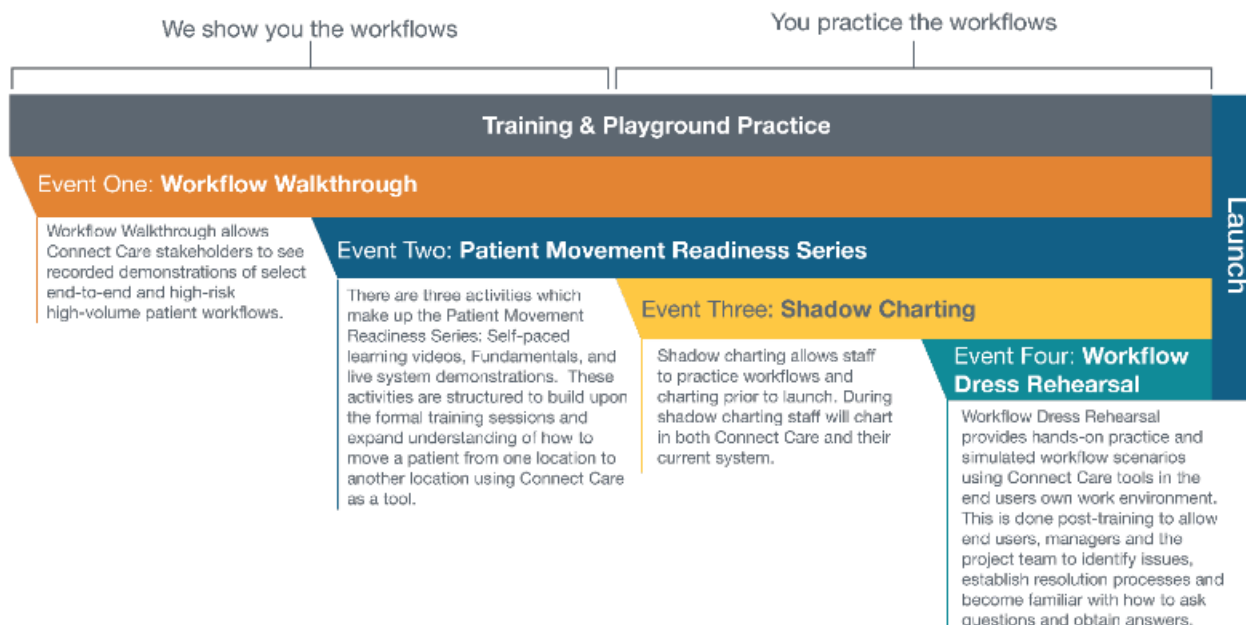 We show you the workflows
You practice the workflows
Training & Playground Practice
Event One: Workflow Walkthrough
Workflow Walkthrough allows
Connect Care stakeholders to see
recorded demonstrations of select
end-to-end and high-risk
high-volume patient workflows.
Event Two: Patient Movement Readiness Series
There are three activities which
make up the Patient Movement
Readiness Series: Self-paced
learning videos, Fundamentals, and
live system demonstrations. These
activities are structured to build upon
the formal training sessions and
expand understanding of how to
move a patient from one location to
another location using Connect Care
as a tool.
Event Three: Shadow Charting
Shadow charting allows staff
to practice workflows and
charting prior to launch. During
shadow charting staff will chart
in both Connect Care and their
current system.
Event Four: Workflow
Dress Rehearsal
Workflow Dress Rehearsal
provides hands-on practice and
simulated workflow scenarios
using Connect Care tools in the
end users own work environment.
This is done post-training to allow
end users, managers and the
project team to identify issues,
establish resolution processes and
become familiar with how to ask
questions and obtain answers.
Launch